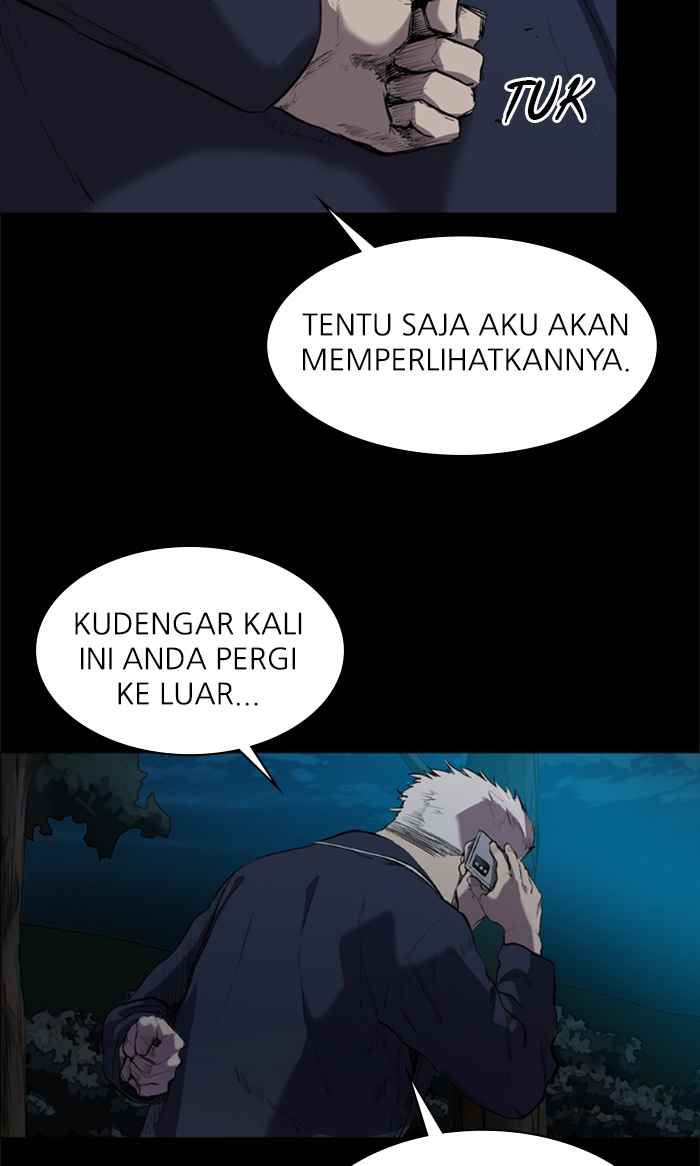 TUK
TENTU SAJA AKU AKAN
MEMPERLIHATKANNYA.
KUDENGAR KALI
INI ANDA PERGI
KE LUAR...